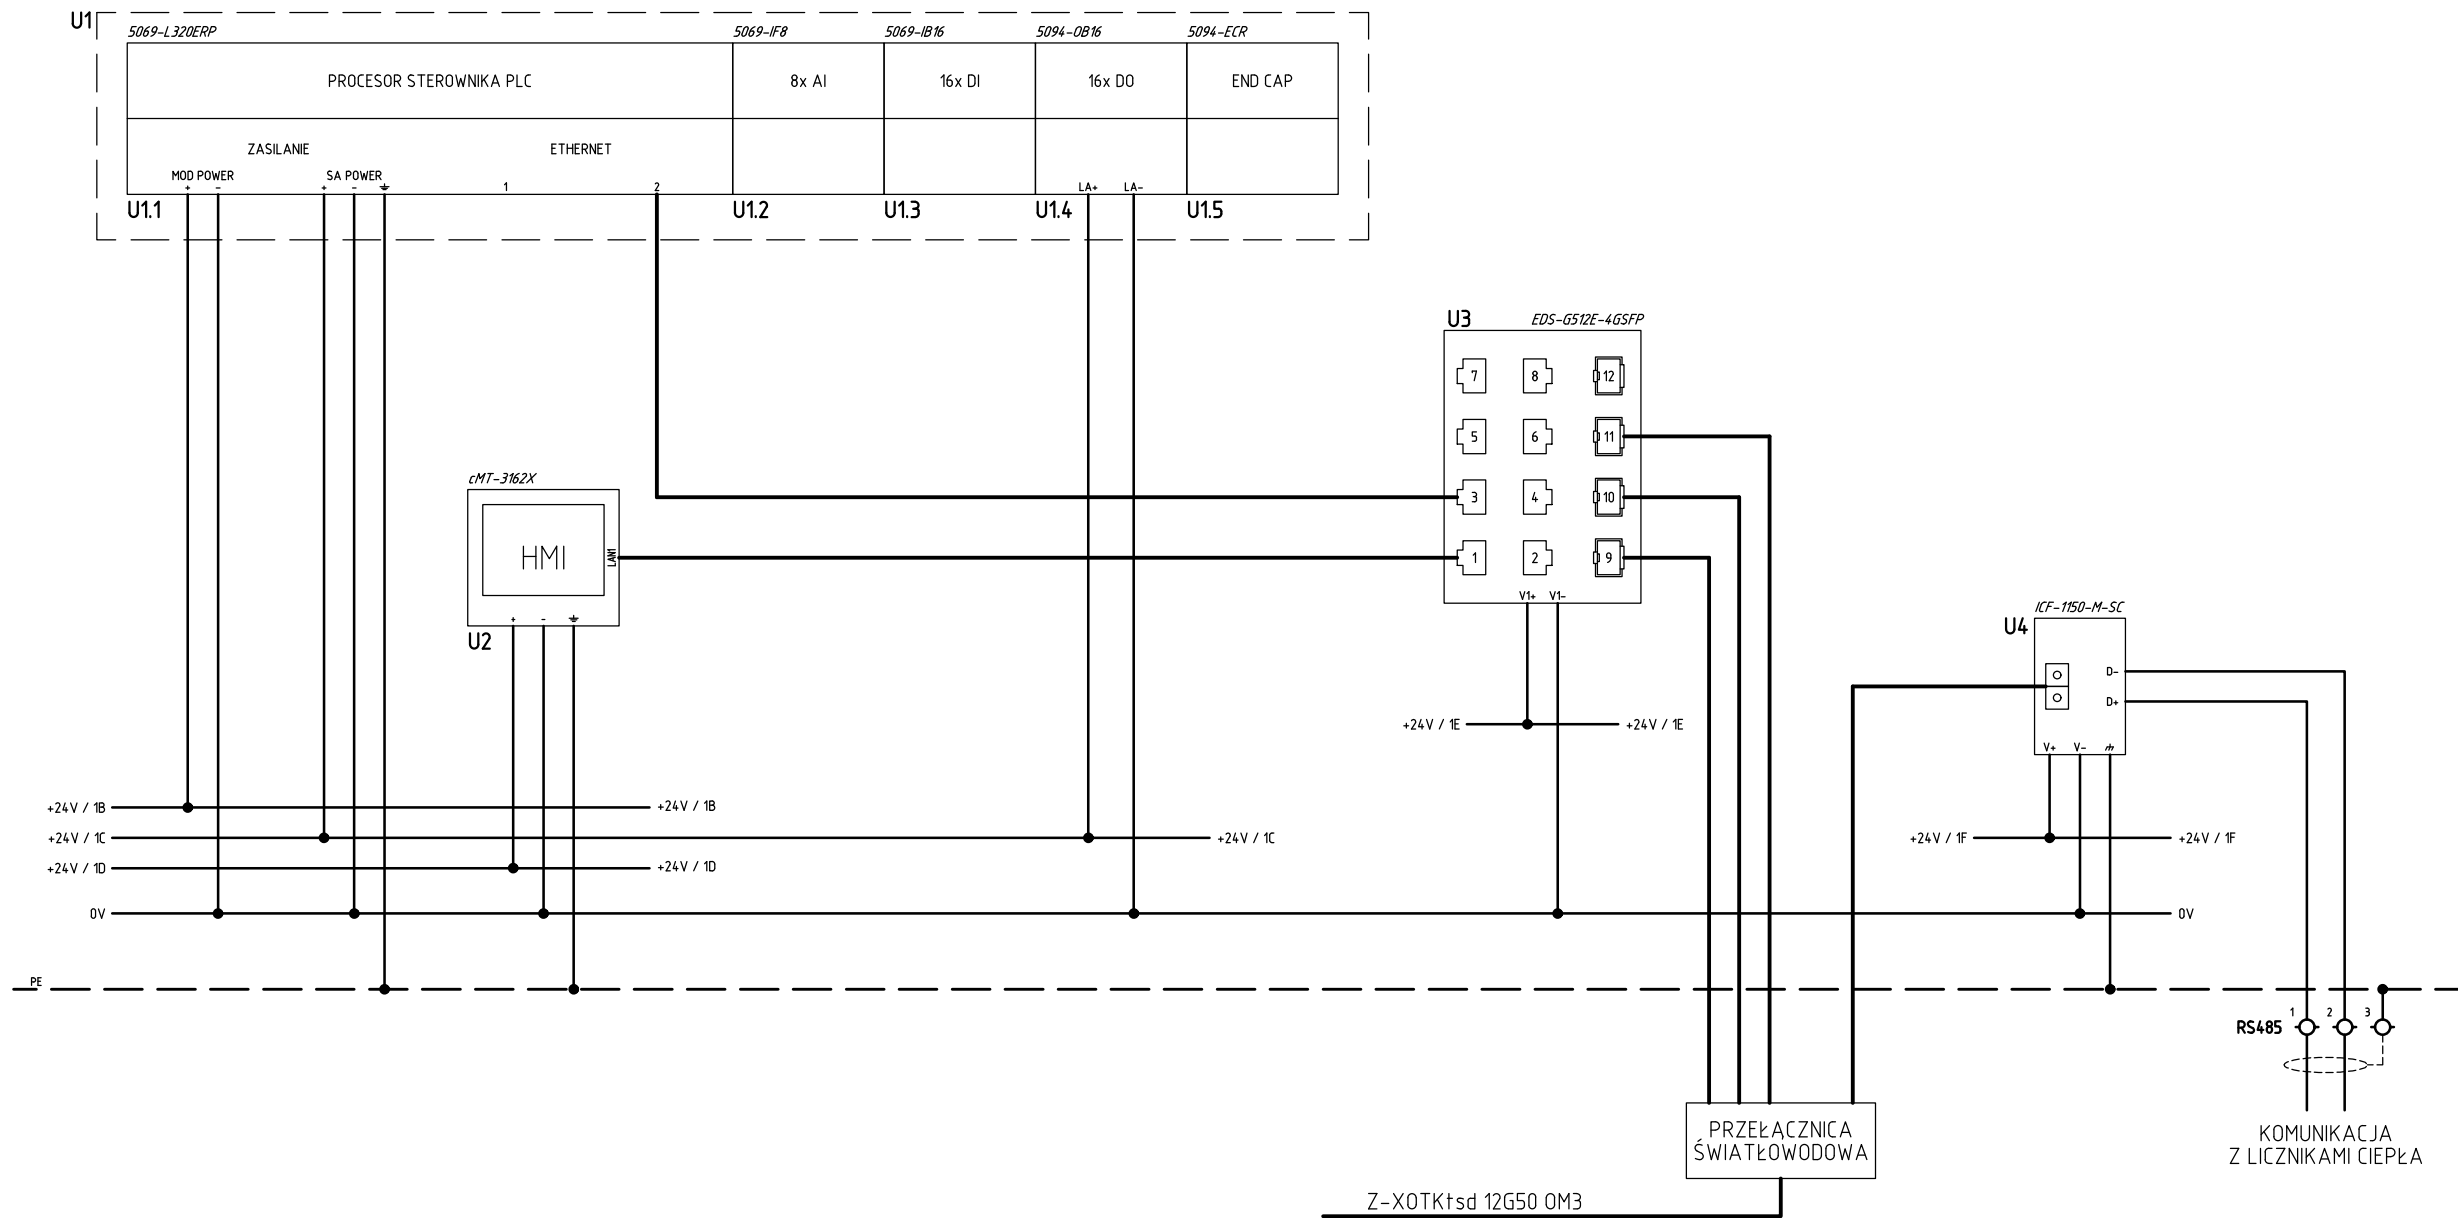 U1
5069-L320ERP
5069-IF8
5069-IB16
5094-OB16
5094-ECR
PROCESOR STEROWNIKA PLC
8x AI
16x DI
16x DO
END CAP
ZASILANIE
ETHERNET
MOD POWER
SA POWER
+ - + - 1 2
LA+ LA-
U1.1
U1.2
U1.3
U1.4
U1.5
U3
EDS-G512E-4GSFP
7 8 12
5 6 11
3 4 10
1 2 9
V1+ V1-
cMT-3162X
HMI
LAN1
+ -
U2
ICF-1150-M-SC
U4
D-
D+
V+ V-
+24V / 1E
+24V / 1E
+24V / 1B
+24V / 1B
+24V / 1C
+24V / 1C
+24V / 1F
+24V / 1F
+24V / 1D
+24V / 1D
0V
0V
PE
RS485
1 2 3
PRZEŁĄCZNICA
ŚWIATŁOWODOWA
KOMUNIKACJA
Z LICZNIKAMI CIEPŁA
Z-XOTKtsd 12G50 OM3